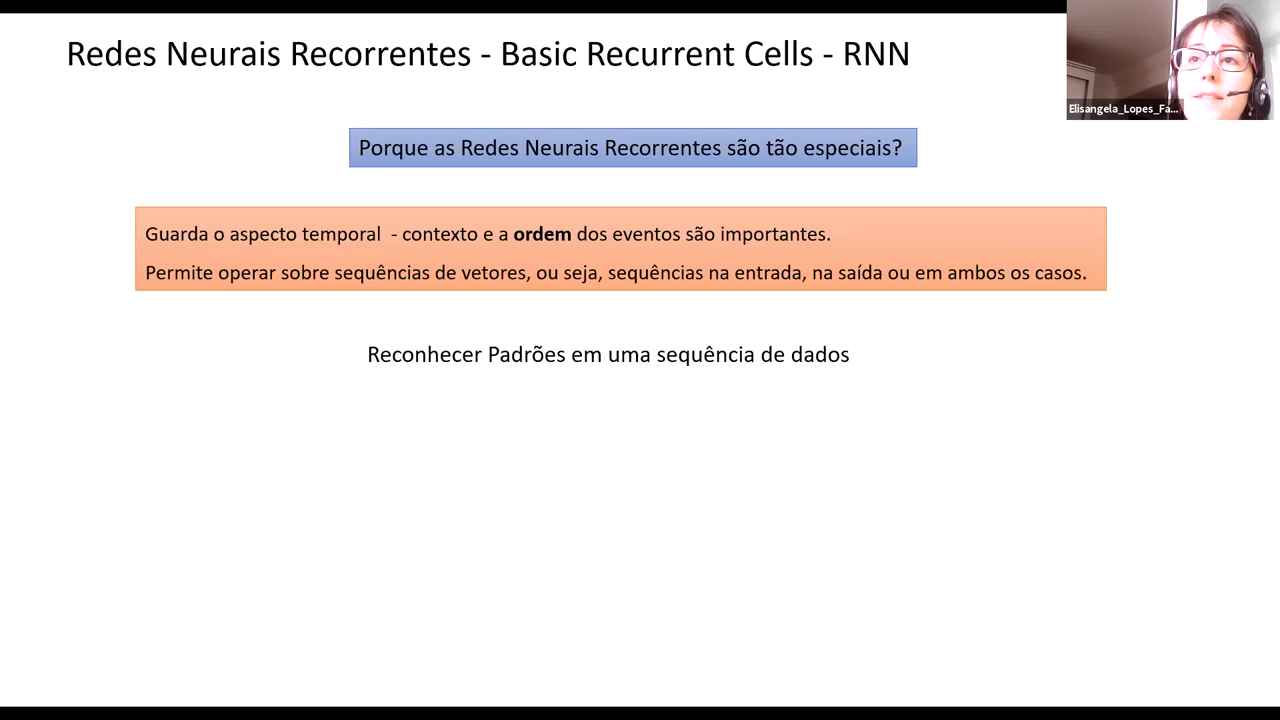 Redes Neurais Recorrentes - Basic Recurrent Cells - RNN
Elisangela_Lopes_Fa...
Porque as Redes Neurais Recorrentes são tão especiais?
Guarda o aspecto temporal - contexto e a ordem dos eventos são importantes.
Permite operar sobre sequências de vetores, ou seja, sequências na entrada, na saída ou em ambos os casos.
Reconhecer Padrões em uma sequência de dados